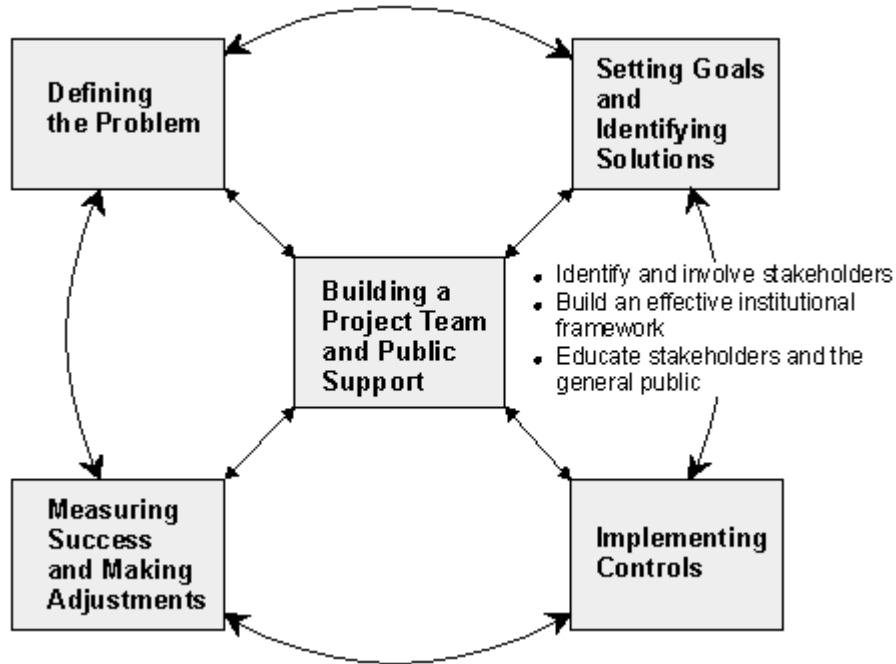 Defining
the Problem
Setting Goals
and
Identifying
Solutions
Building a
Project Team
and Public
Support
• Identify and involve stakeholders
• Build an effective institutional
framework
• Educate stakeholders and the
general public
Measuring
Success
and Making
Adjustments
Implementing
Controls